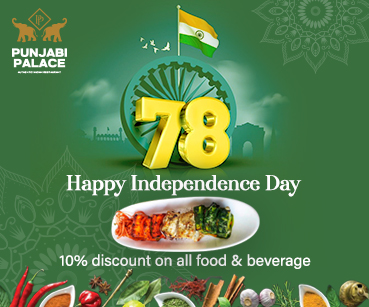 PUNJABI
PALACE
78
Happy Independence Day
10% discount on all food & beverage